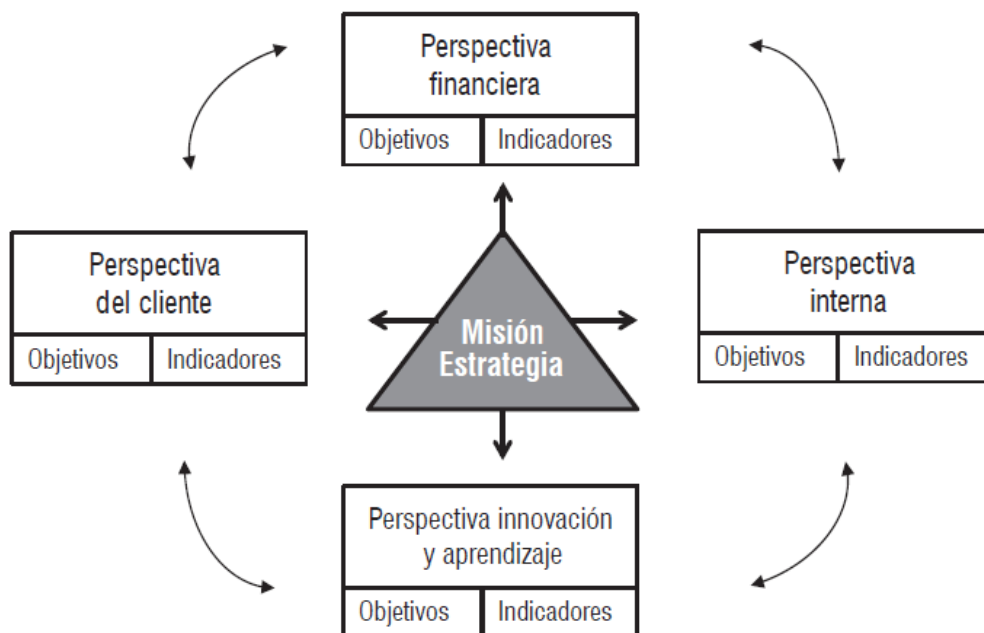 Perspectiva
financiera
Objetivos Indicadores
Perspectiva
del cliente
Objetivos Indicadores
Misión
Estrategia
Perspectiva
interna
Objetivos Indicadores
Perspectiva innovación
y aprendizaje
Objetivos Indicadores